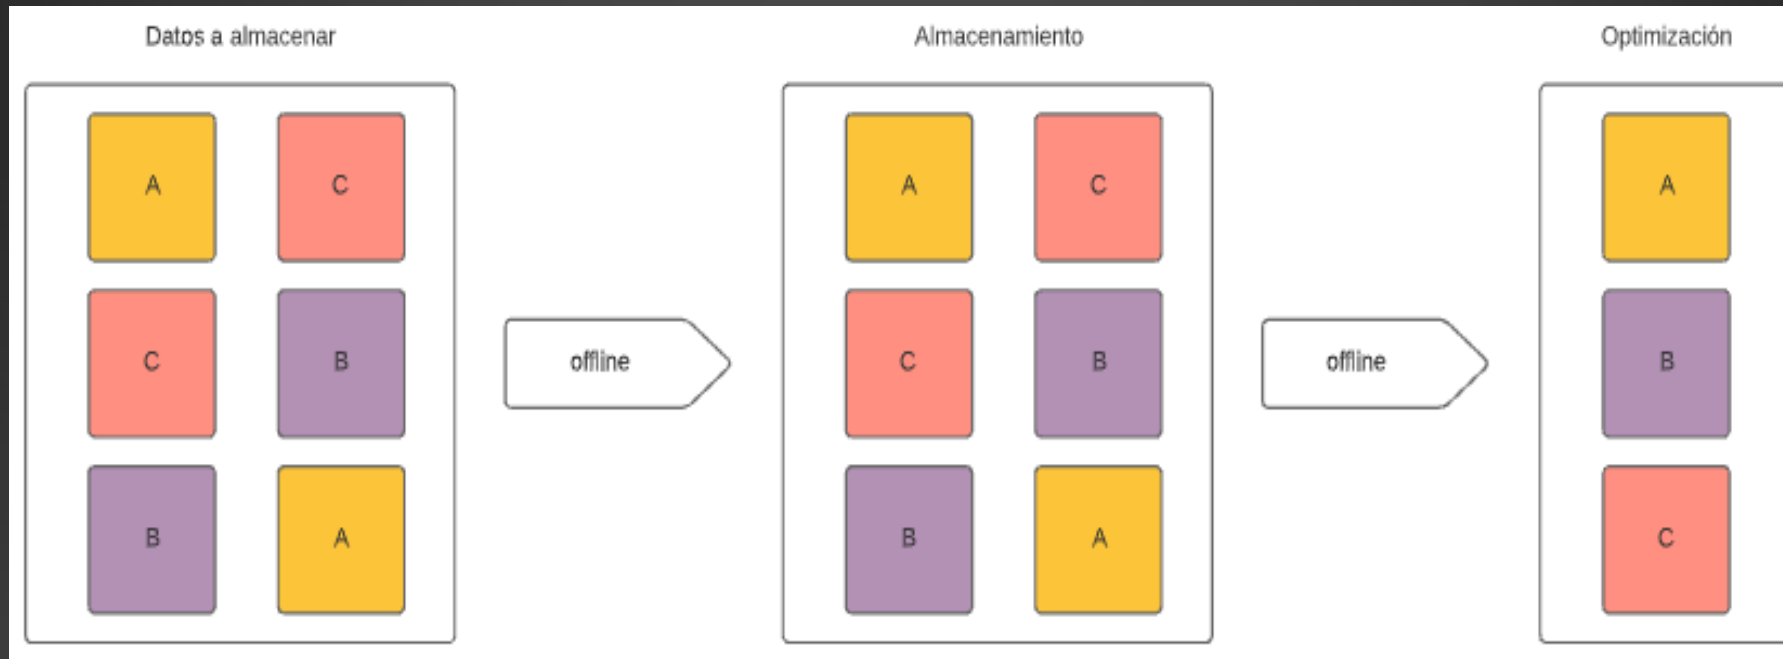 Datos a almacenar
Almacenamiento
Optimización
A
C
A
C
A
C
B
offline
C
B
offline
B
B
A
B
A
C